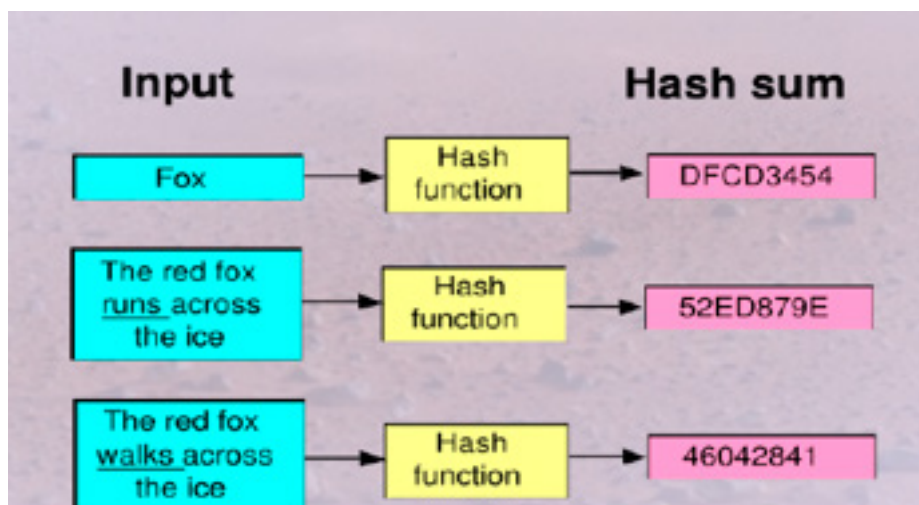 Input
Hash sum
Fox
Hash
function
DFCD3454
The red fox
runs across
the ice
Hash
function
52ED879E
The red fox
walks across
the ice
Hash
function
46042841